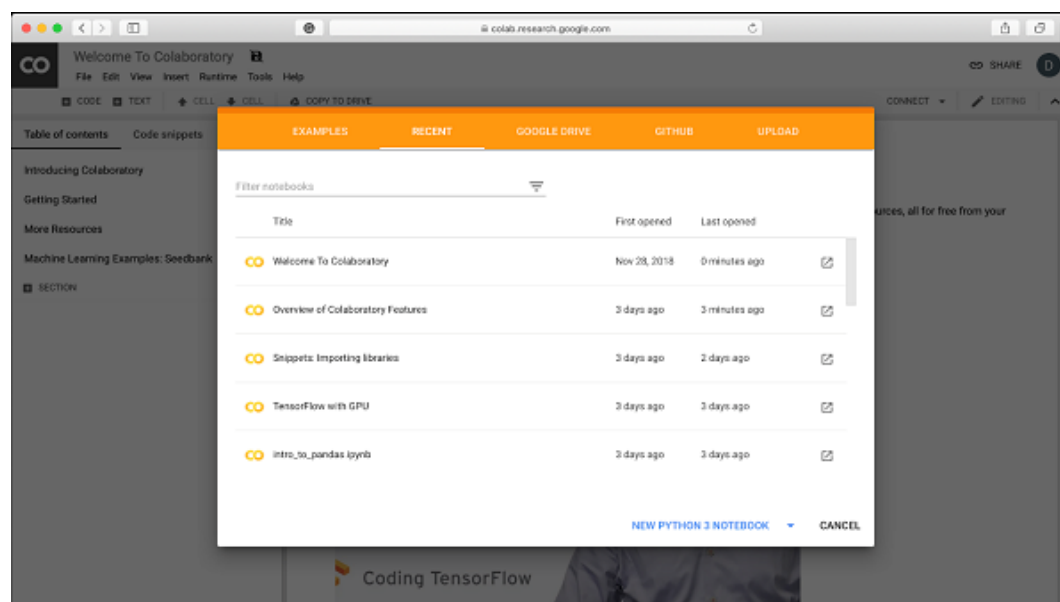 colab.research.google.com
CO Welcome To Colaboratory
File Edit View Insert Runtime Tools Help
SHARE D
CODE TEXT CELL CELL COPY TO DRIVE
CONNECT EDITING
Table of contents Code snippets
EXAMPLES RECENT GOOGLE DRIVE GITHUB UPLOAD
Introducing Colaboratory
Getting Started
More Resources
Machine Learning Examples: Seedbank
SECTION
urces, all for free from your
Filter notebooks
Title First opened Last opened
CO Welcome To Colaboratory Nov 28, 2018 0 minutes ago
CO Overview of Colaboratory Features 3 days ago 3 minutes ago
CO Snippets: Importing libraries 3 days ago 2 days ago
CO TensorFlow with GPU 3 days ago 3 days ago
CO intro_to_pandas.ipynb 3 days ago 3 days ago
NEW PYTHON 3 NOTEBOOK CANCEL
Coding TensorFlow